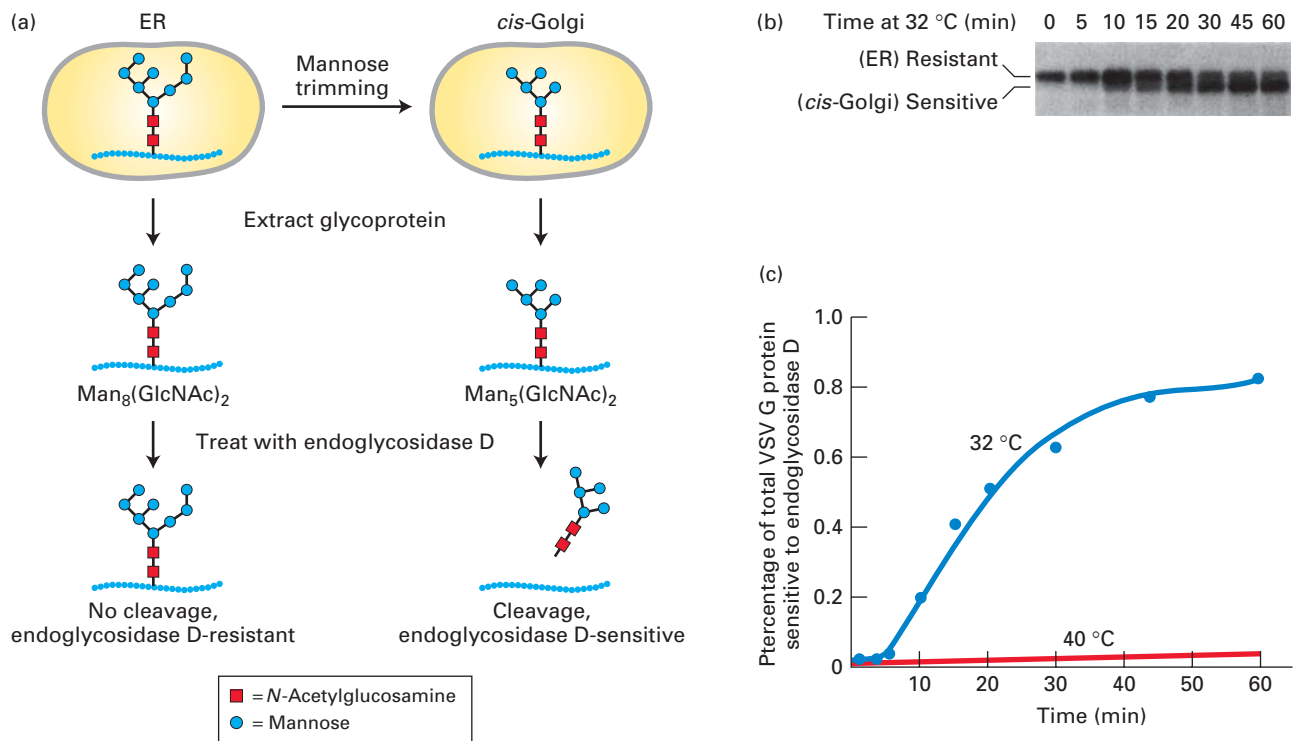 (a)
ER
cis-Golgi
Mannose
trimming
Extract glycoprotein
Man8(GlcNAc)2
Man5(GlcNAc)2
Treat with endoglycosidase D
No cleavage,
endoglycosidase D-resistant
Cleavage,
endoglycosidase D-sensitive
= N-Acetylglucosamine
= Mannose
(b)
Time at 32 °C (min) 0 5 10 15 20 30 45 60
(ER) Resistant
(cis-Golgi) Sensitive
(c)
Ptercentage of total VSV G protein
sensitive to endoglycosidase D
1.0
0.8
0.6
0.4
0.2
0
32 °C
40 °C
10 20 30 40 50 60
Time (min)